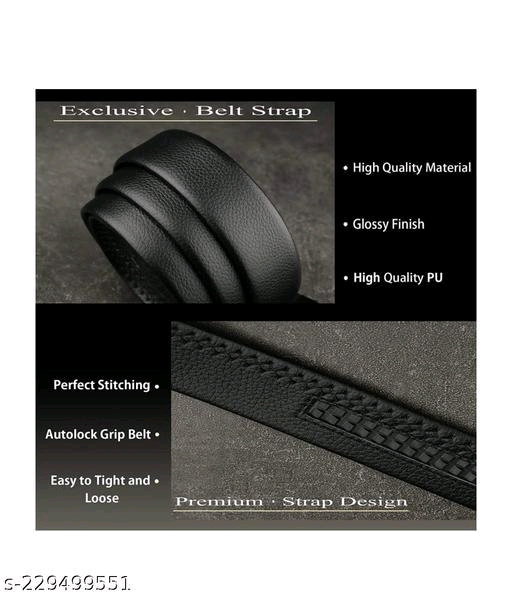 Exclusive · Belt Strap
• High Quality Material
• Glossy Finish
• High Quality PU
Perfect Stitching •
Autolock Grip Belt •
Easy to Tight and •
Loose
Premium · Strap Design
s-229499551